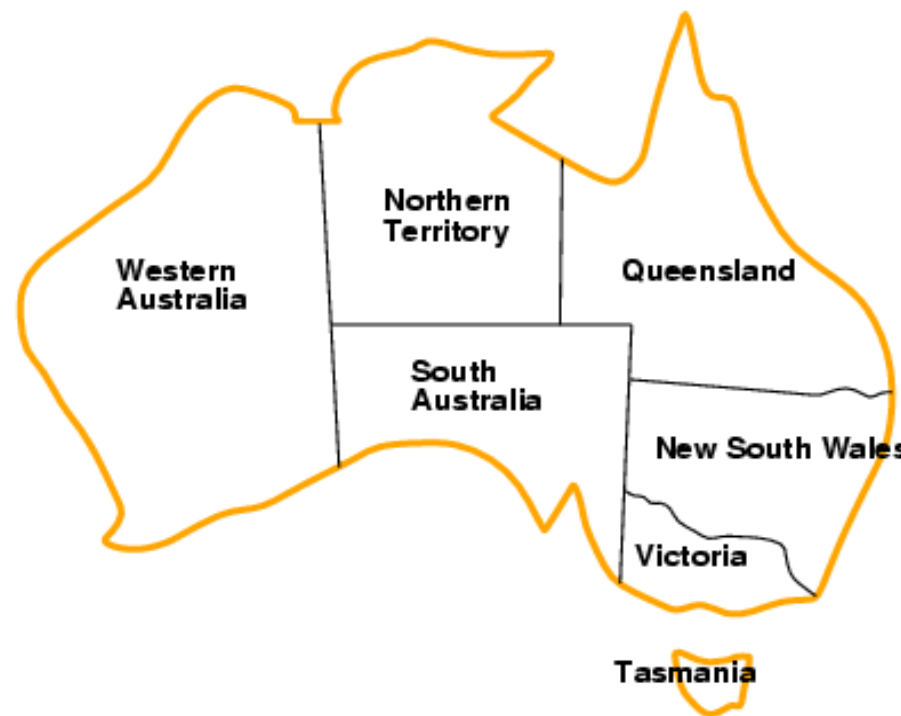 Northern
Territory
Western
Australia
Queensland
South
Australia
New South Wales
Victoria
Tasmania